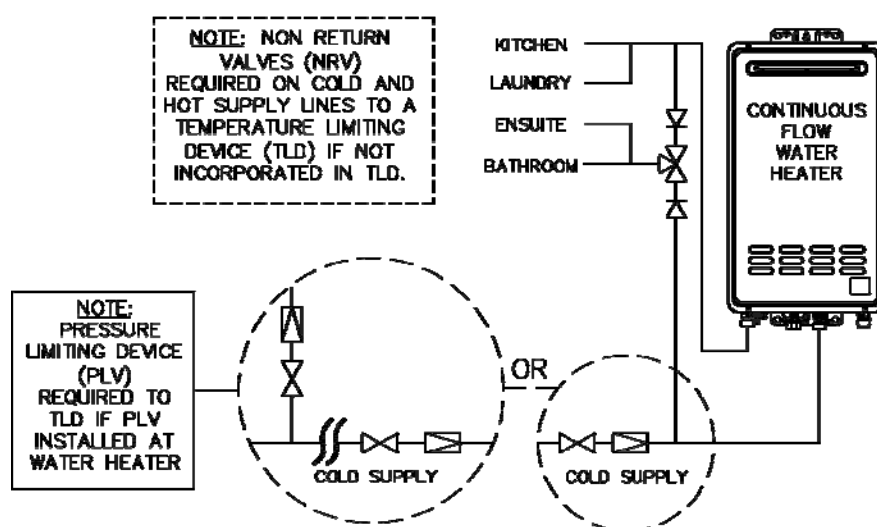 NOTE: NON RETURN
VALVES (NRV)
REQUIRED ON COLD AND
HOT SUPPLY LINES TO A
TEMPERATURE LIMITING
DEVICE (TLD) IF NOT
INCORPORATED IN TLD.
KITCHEN
LAUNDRY
ENSUITE
BATHROOM
CONTINUOUS
FLOW
WATER
HEATER
NOTE:
PRESSURE
LIMITING DEVICE
(PLV)
REQUIRED TO
TLD IF PLV
INSTALLED AT
WATER HEATER
OR
COLD SUPPLY
COLD SUPPLY